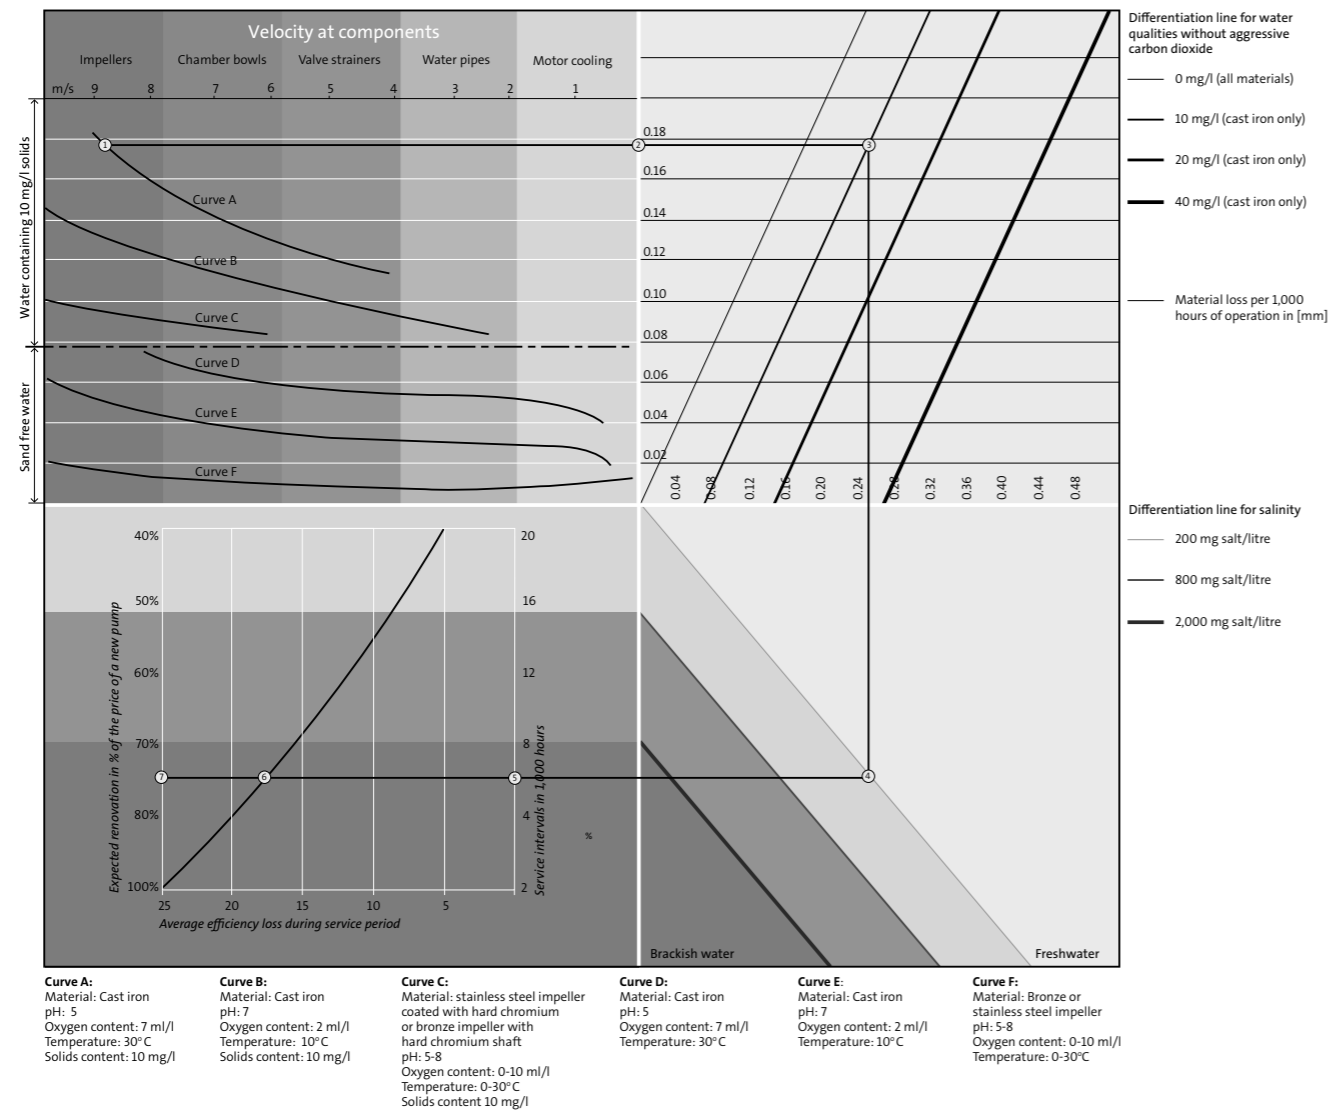 Velocity at components
Impellers
Chamber bowls
Valve strainers
Water pipes
Motor cooling
m/s 9 8 7 6 5 4 3 2 1
Water containing 10 mg/l solids
Sand free water
1
2
3
Curve A
Curve B
Curve C
Curve D
Curve E
Curve F
0.18
0.16
0.14
0.12
0.10
0.08
0.06
0.04
0.02
0.04 0.08 0.12 0.16 0.20 0.24 0.28 0.32 0.36 0.40 0.44 0.48
Differentiation line for water
qualities without aggressive
carbon dioxide
0 mg/l (all materials)
10 mg/l (cast iron only)
20 mg/l (cast iron only)
40 mg/l (cast iron only)
Material loss per 1,000
hours of operation in [mm]
Differentiation line for salinity
200 mg salt/litre
800 mg salt/litre
2,000 mg salt/litre
Expected renovation in % of the price of a new pump
40%
50%
60%
70%
80%
100%
20
16
12
8
4
2
Service intervals in 1,000 hours
%
7
6
5
4
25 20 15 10 5
Average efficiency loss during service period
Brackish water
Freshwater
Curve A:
Material: Cast iron
pH: 5
Oxygen content: 7 ml/l
Temperature: 30°C
Solids content: 10 mg/l
Curve B:
Material: Cast iron
pH: 7
Oxygen content: 2 ml/l
Temperature: 10°C
Solids content: 10 mg/l
Curve C:
Material: stainless steel impeller
coated with hard chromium
or bronze impeller with
hard chromium shaft
pH: 5-8
Oxygen content: 0-10 ml/l
Temperature: 0-30°C
Solids content 10 mg/l
Curve D:
Material: Cast iron
pH: 5
Oxygen content: 7 ml/l
Temperature: 30°C
Curve E:
Material: Cast iron
pH: 7
Oxygen content: 2 ml/l
Temperature: 10°C
Curve F:
Material: Bronze or
stainless steel impeller
pH: 5-8
Oxygen content: 0-10 ml/l
Temperature: 0-30°C